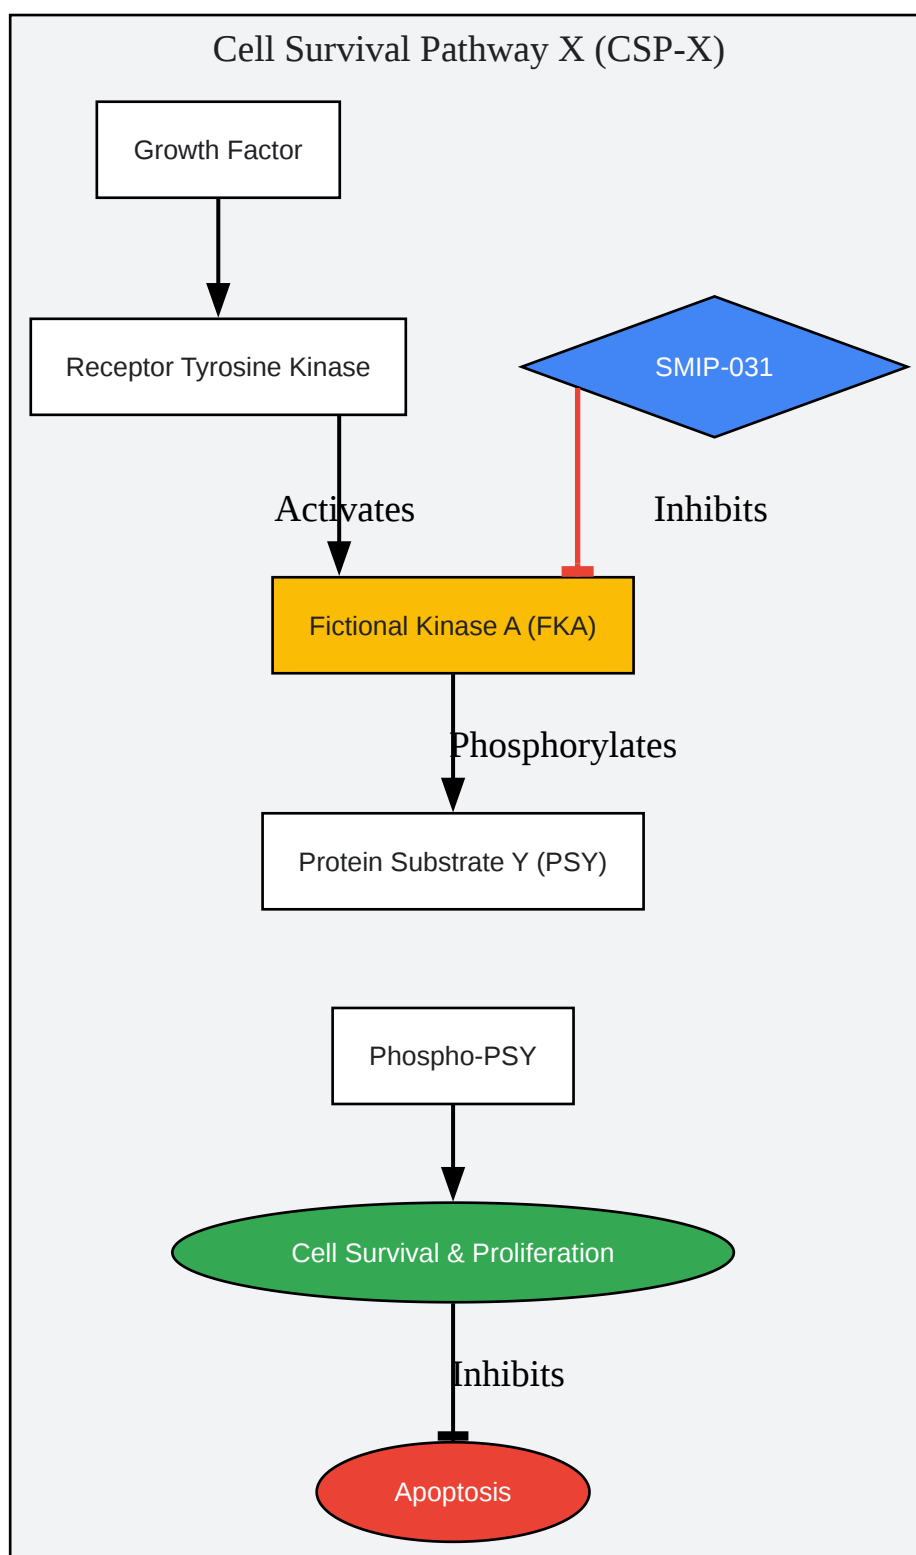 Cell Survival Pathway X (CSP-X)
Growth Factor
Receptor Tyrosine Kinase
SMIP-031
Activates
Inhibits
Fictional Kinase A (FKA)
Phosphorylates
Protein Substrate Y (PSY)
Phospho-PSY
Cell Survival & Proliferation
Inhibits
Apoptosis